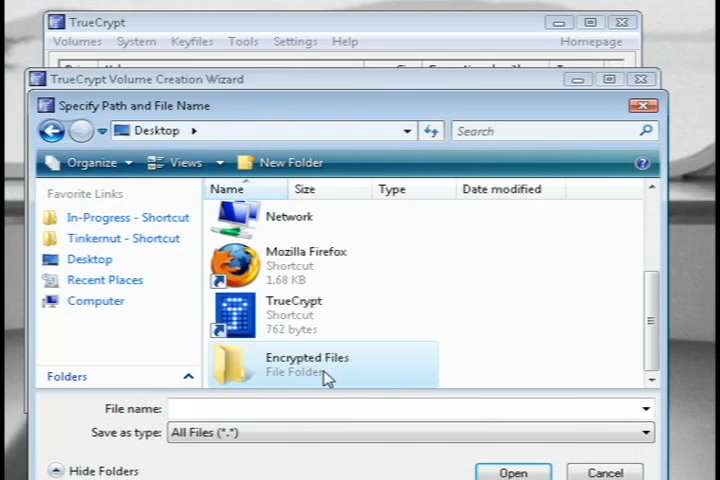 TrueCrypt
Volumes System Keyfiles Tools Settings Help Homepage
TrueCrypt Volume Creation Wizard
Specify Path and File Name
Desktop Search
Organize Views New Folder
Favorite Links
In-Progress - Shortcut
Tinkernut - Shortcut
Desktop
Recent Places
Computer
Folders
Name Size Type Date modified
Network
Mozilla Firefox
Shortcut
1.68 KB
TrueCrypt
Shortcut
762 bytes
Encrypted Files
File Folder
File name:
Save as type: All Files (*.*)
Hide Folders Open Cancel